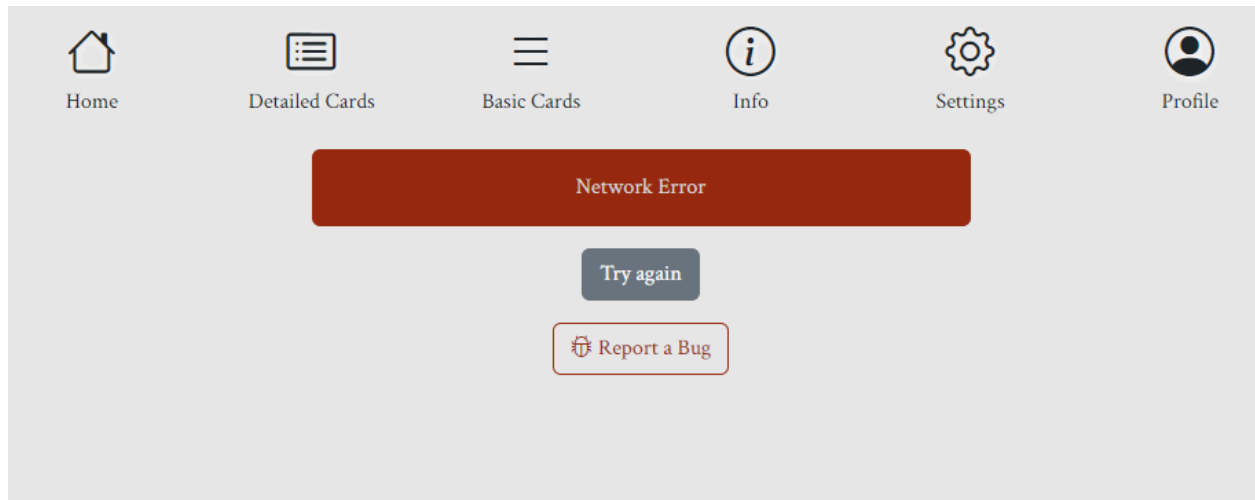 Home
Detailed Cards
Basic Cards
Info
Settings
Profile
Network Error
Try again
Report a Bug